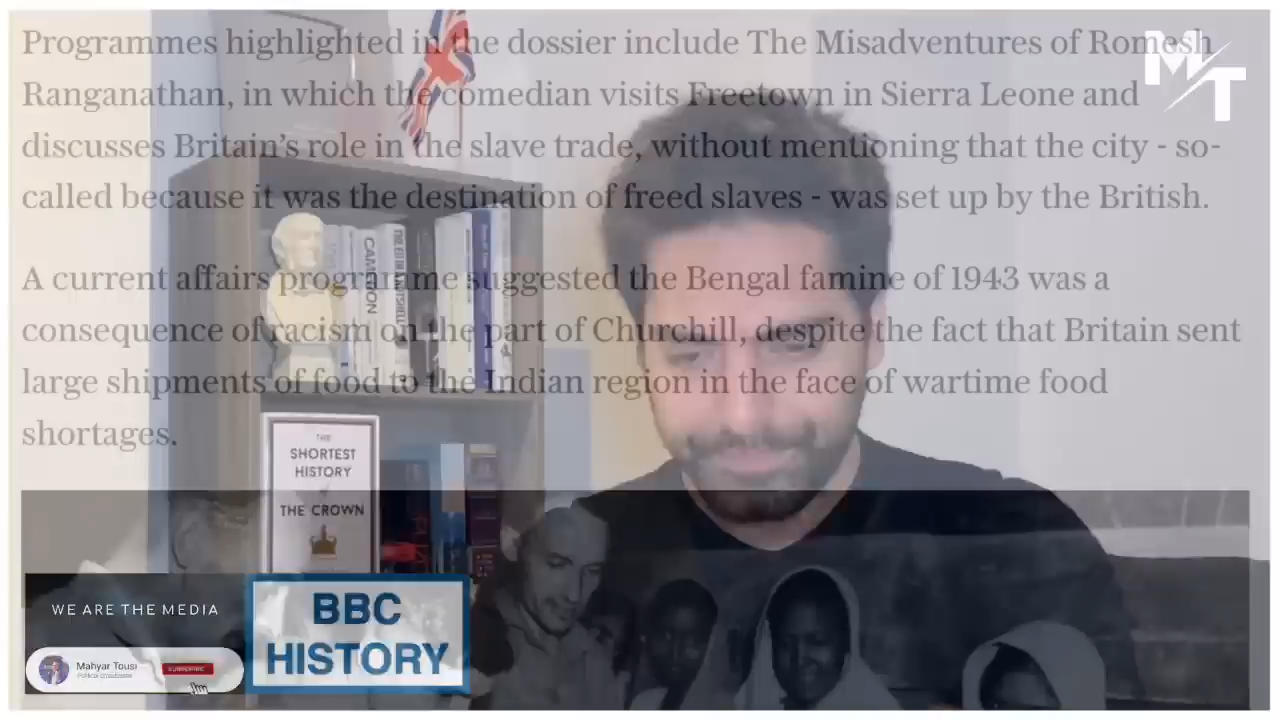 Programmes highlighted in the dossier include The Misadventures of Romesh
Ranganathan, in which the comedian visits Freetown in Sierra Leone and
discusses Britain's role in the slave trade, without mentioning that the city - so-
called because it was the destination of freed slaves - was set up by the British.
A current affairs programme suggested the Bengal famine of 1943 was a
consequence of racism on the part of Churchill, despite the fact that Britain sent
large shipments of food to the Indian region in the face of wartime food
shortages.
MT
CAMERON
THE
SHORTEST
HISTORY
THE CROWN
WE ARE THE MEDIA
Mahyar Tousi
SUBSCRIBE
BBC
HISTORY